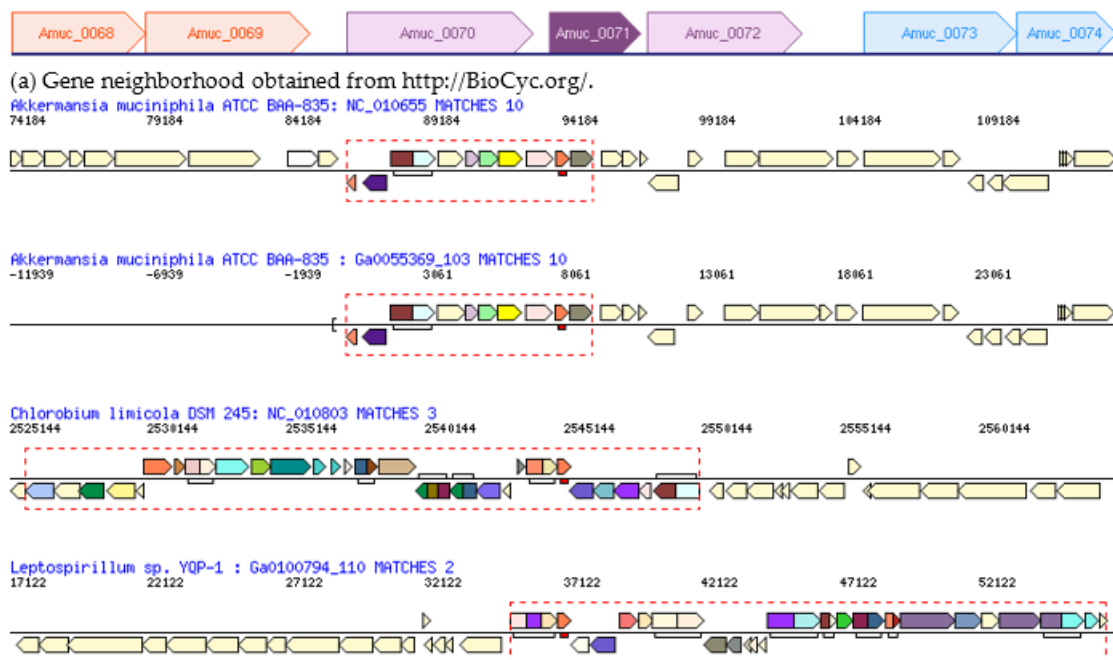 Amuc_0068 Amuc_0069 Amuc_0070 Amuc_0071 Amuc_0072 Amuc_0073 Amuc_0074
(a) Gene neighborhood obtained from http://BioCyc.org/.
Akkermansia muciniphila ATCC BAA-835: NC_010655 MATCHES 10
74184 79184 84184 89184 94184 99184 104184 109184
Akkermansia muciniphila ATCC BAA-835 : Ga0055369_103 MATCHES 10
-11939 -6939 -1939 3061 8061 13061 18061 23061
Chlorobium limicola DSM 245: NC_010803 MATCHES 3
2525144 2530144 2535144 2540144 2545144 2550144 2555144 2560144
Leptospirillum sp. YQP-1 : Ga0100794_110 MATCHES 2
17122 22122 27122 32122 37122 42122 47122 52122